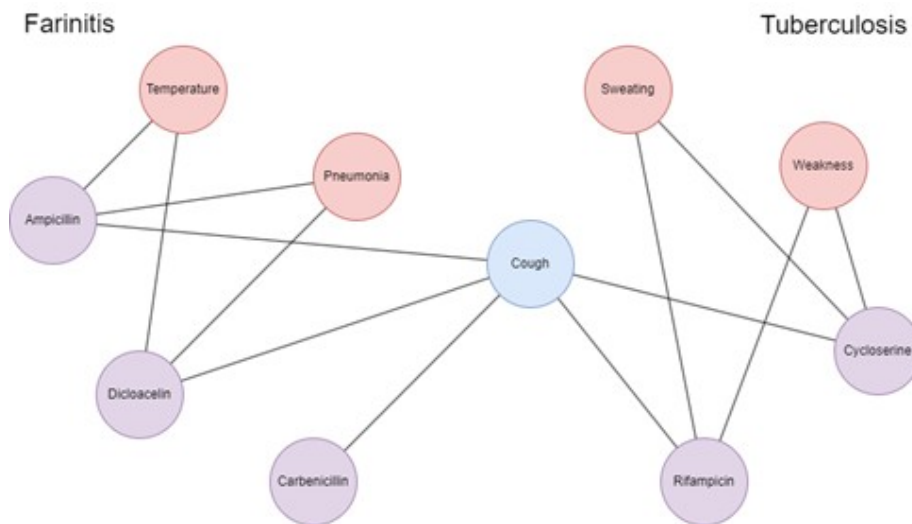 Farinitis
Tuberculosis
Temperature
Sweating
Pneumonia
Weakness
Ampicillin
Cough
Cycloserine
Dicloacelin
Carbenicillin
Rifampicin